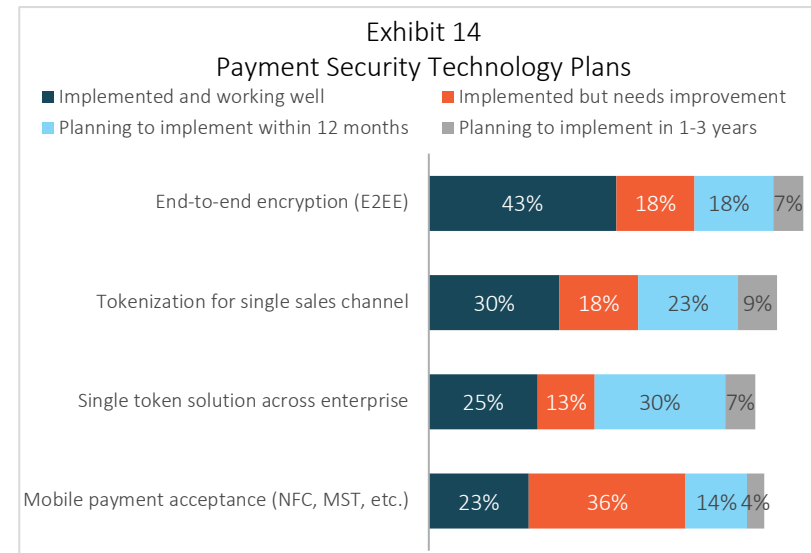 Exhibit 14
Payment Security Technology Plans
Implemented and working well
Implemented but needs improvement
Planning to implement within 12 months
Planning to implement in 1-3 years
End-to-end encryption (E2EE)
43%
18%
18%
7%
Tokenization for single sales channel
30%
18%
23%
9%
Single token solution across enterprise
25%
13%
30%
7%
Mobile payment acceptance (NFC, MST, etc.)
23%
36%
14%
4%